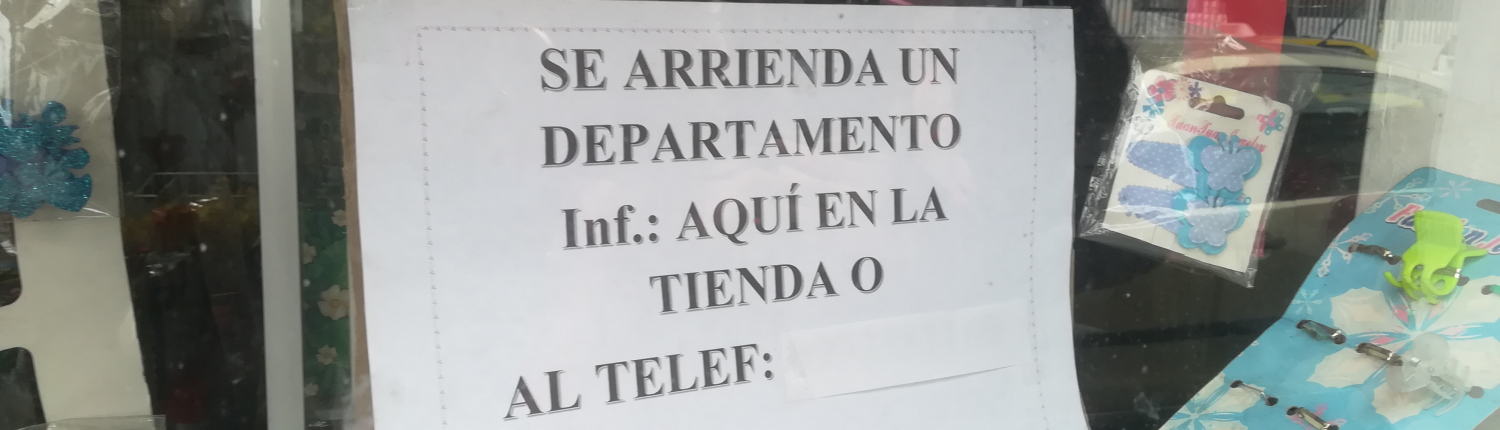 SE ARRIENDA UN
DEPARTAMENTO
Inf.: AQUÍ EN LA
TIENDA O
AL TELEF: